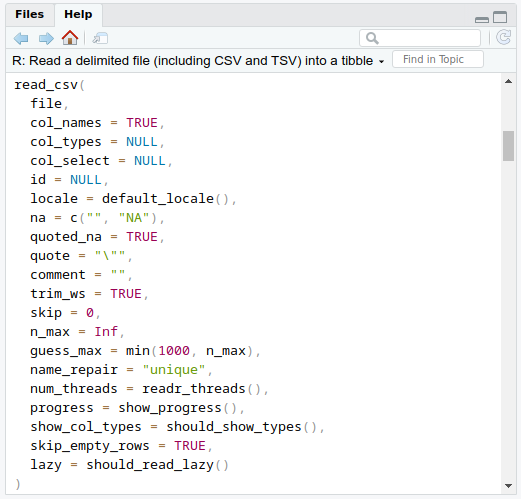 Files Help
R: Read a delimited file (including CSV and TSV) into a tibble Find in Topic
read_csv(
  file,
  col_names = TRUE,
  col_types = NULL,
  col_select = NULL,
  id = NULL,
  locale = default_locale(),
  na = c("", "NA"),
  quoted_na = TRUE,
  quote = "\"",
  comment = "",
  trim_ws = TRUE,
  skip = 0,
  n_max = Inf,
  guess_max = min(1000, n_max),
  name_repair = "unique",
  num_threads = readr_threads(),
  progress = show_progress(),
  show_col_types = should_show_types(),
  skip_empty_rows = TRUE,
  lazy = should_read_lazy()
)